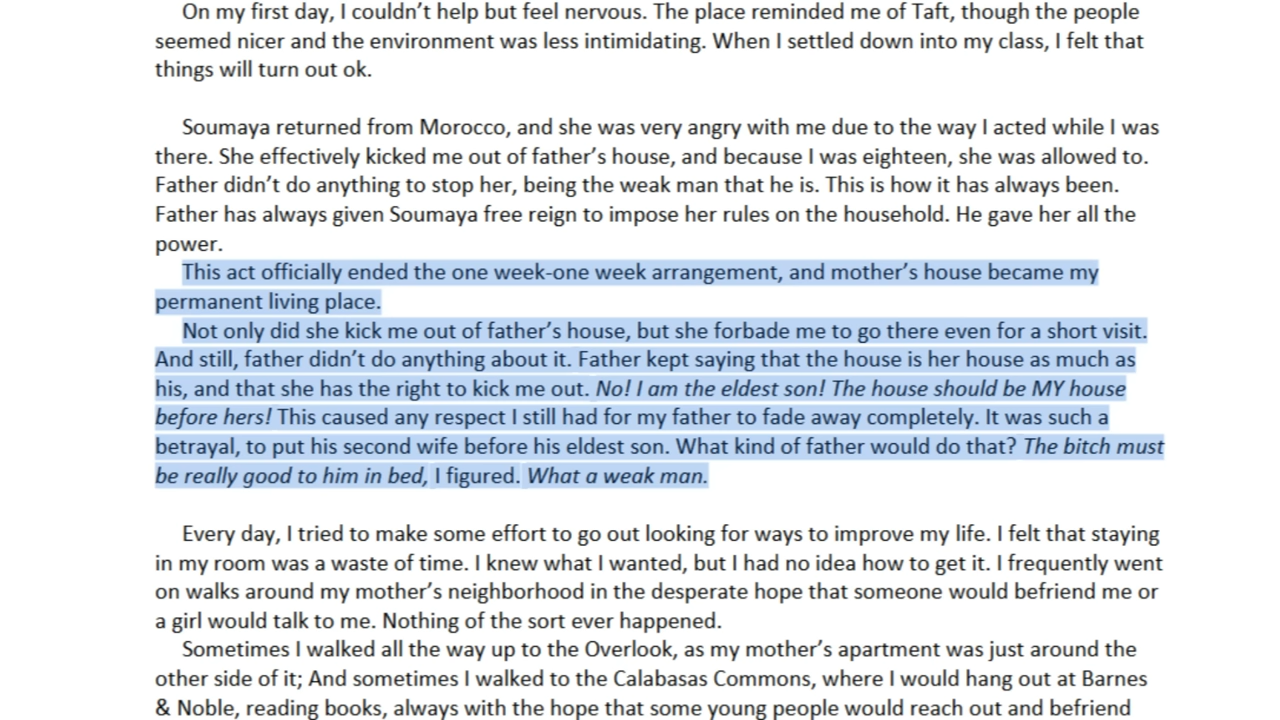 On my first day, I couldn’t help but feel nervous. The place reminded me of Taft, though the people
seemed nicer and the environment was less intimidating. When I settled down into my class, I felt that
things will turn out ok.
Soumaya returned from Morocco, and she was very angry with me due to the way I acted while I was
there. She effectively kicked me out of father’s house, and because I was eighteen, she was allowed to.
Father didn’t do anything to stop her, being the weak man that he is. This is how it has always been.
Father has always given Soumaya free reign to impose her rules on the household. He gave her all the
power.
This act officially ended the one week-one week arrangement, and mother’s house became my
permanent living place.
Not only did she kick me out of father’s house, but she forbade me to go there even for a short visit.
And still, father didn’t do anything about it. Father kept saying that the house is her house as much as
his, and that she has the right to kick me out. No! I am the eldest son! The house should be MY house
before hers! This caused any respect I still had for my father to fade away completely. It was such a
betrayal, to put his second wife before his eldest son. What kind of father would do that? The bitch must
be really good to him in bed, I figured. What a weak man.
Every day, I tried to make some effort to go out looking for ways to improve my life. I felt that staying
in my room was a waste of time. I knew what I wanted, but I had no idea how to get it. I frequently went
on walks around my mother’s neighborhood in the desperate hope that someone would befriend me or
a girl would talk to me. Nothing of the sort ever happened.
Sometimes I walked all the way up to the Overlook, as my mother’s apartment was just around the
other side of it; And sometimes I walked to the Calabasas Commons, where I would hang out at Barnes
& Noble, reading books, always with the hope that some young people would reach out and befriend